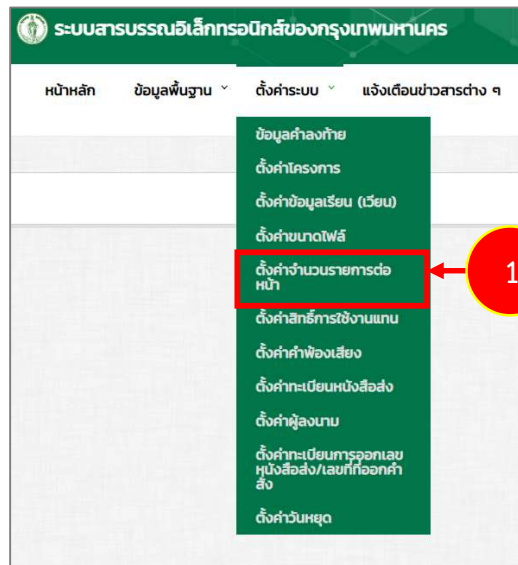 ระบบสารบรรณอิเล็กทรอนิกส์ของกรุงเทพมหานคร
หน้าหลัก ข้อมูลพื้นฐาน ตั้งค่าระบบ แจ้งเตือนข่าวสารต่าง ๆ
ข้อมูลคำลงท้าย
ตั้งค่าโครงการ
ตั้งค่าข้อมูลเรียน (เวียน)
ตั้งค่าขนาดไฟล์
ตั้งค่าจำนวนรายการต่อ
หน้า
1
ตั้งค่าสิทธิ์การใช้งานแทน
ตั้งค่าคำพ้องเสียง
ตั้งค่าทะเบียนหนังสือส่ง
ตั้งค่าผู้ลงนาม
ตั้งค่าทะเบียนการออกเลข
หนังสือส่ง/เลขที่ที่ออกคำ
สั่ง
ตั้งค่าวันหยุด